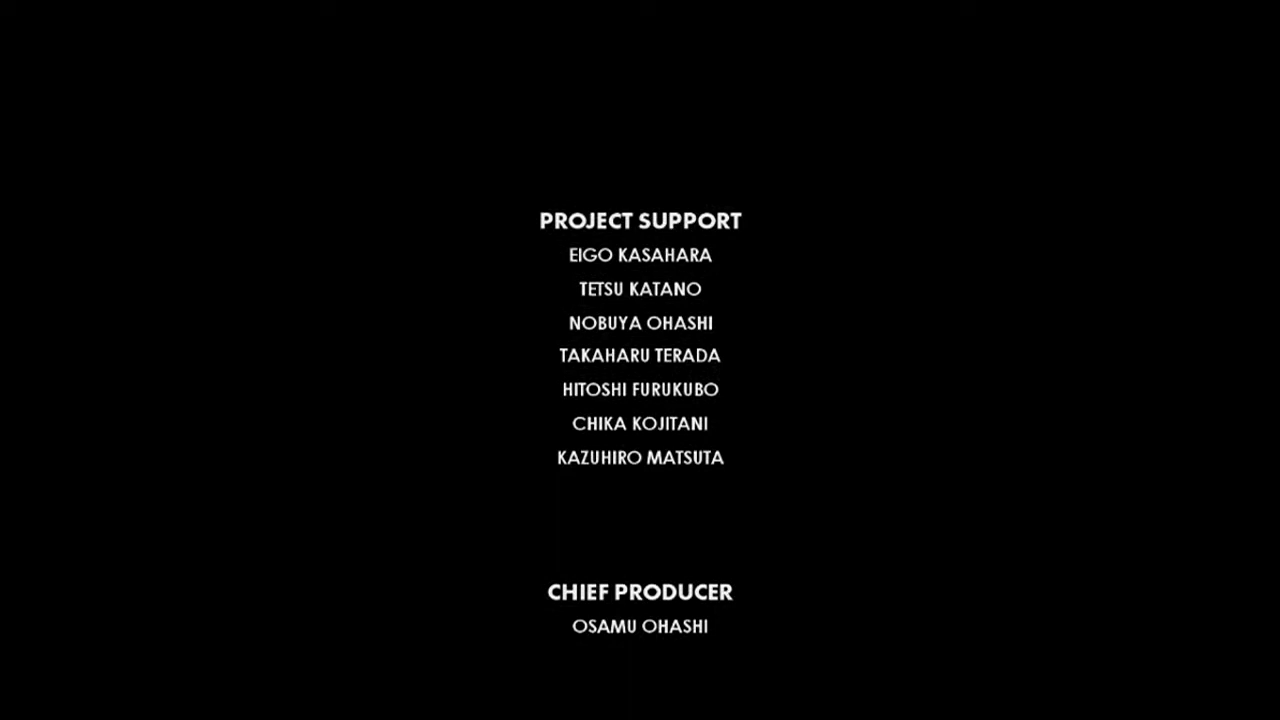 PROJECT SUPPORT
EIGO KASAHARA
TETSU KATANO
NOBUYA OHASHI
TAKAHARU TERADA
HITOSHI FURUKUBO
CHIKA KOJITANI
KAZUHIRO MATSUTA
CHIEF PRODUCER
OSAMU OHASHI